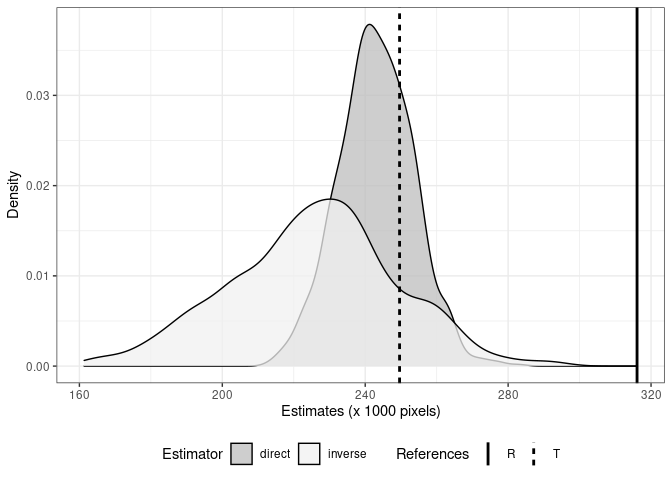 0.03
0.02
0.01
0.00
Density
160 200 240 280 320
Estimates (x 1000 pixels)
Estimator direct inverse References R T